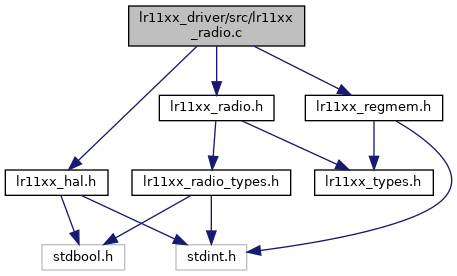 lr11xx_driver/src/lr11xx
_radio.c
lr11xx_radio.h
lr11xx_regmem.h
lr11xx_hal.h
lr11xx_radio_types.h
lr11xx_types.h
stdbool.h
stdint.h